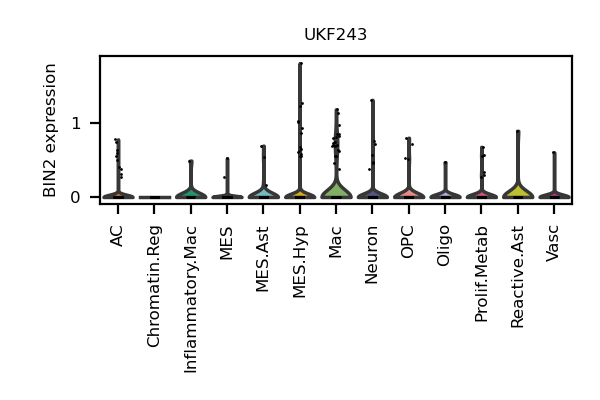 UKF243
BIN2 expression
1
0
AC
Chromatin.Reg
Inflammatory.Mac
MES
MES.Ast
MES.Hyp
Mac
Neuron
OPC
Oligo
Prolif.Metab
Reactive.Ast
Vasc